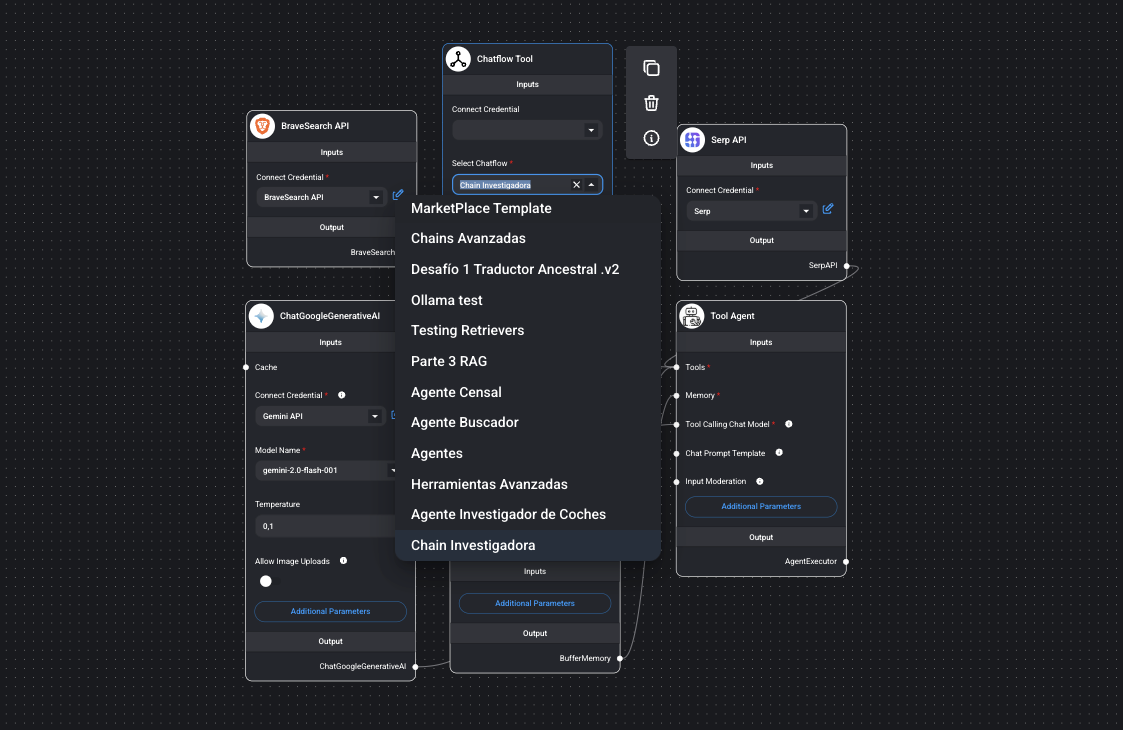 Chatflow Tool
Inputs
Connect Credential
Select Chatflow *
Chain Investigadora
MarketPlace Template
Chains Avanzadas
Desafío 1 Traductor Ancestral .v2
Ollama test
Testing Retrievers
Parte 3 RAG
Agente Censal
Agente Buscador
Agentes
Herramientas Avanzadas
Agente Investigador de Coches
Chain Investigadora
BraveSearch API
Inputs
Connect Credential *
BraveSearch API
Output
BraveSearch
Serp API
Inputs
Connect Credential *
Serp
Output
SerpAPI
ChatGoogleGenerativeAI
Inputs
Cache
Connect Credential *
Gemini API
Model Name *
gemini-2.0-flash-001
Temperature
0,1
Allow Image Uploads
Additional Parameters
Output
ChatGoogleGenerativeAI
Inputs
Additional Parameters
Output
BufferMemory
Tool Agent
Inputs
Tools *
Memory *
Tool Calling Chat Model *
Chat Prompt Template
Input Moderation
Additional Parameters
Output
AgentExecutor